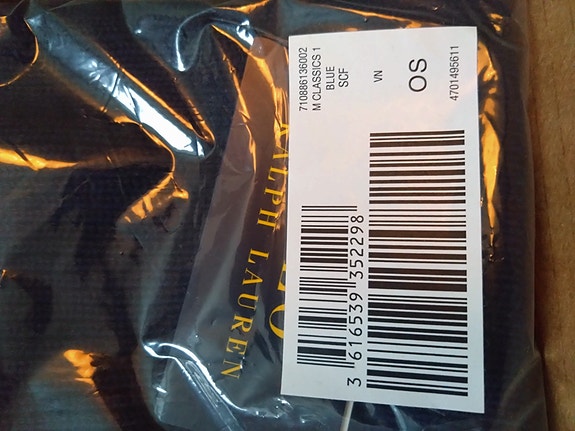 710886136002
M CLASSICS 1
BLUE
SCF
VN
OS
4701495611
3 616539 352298
RALPH LAUREN